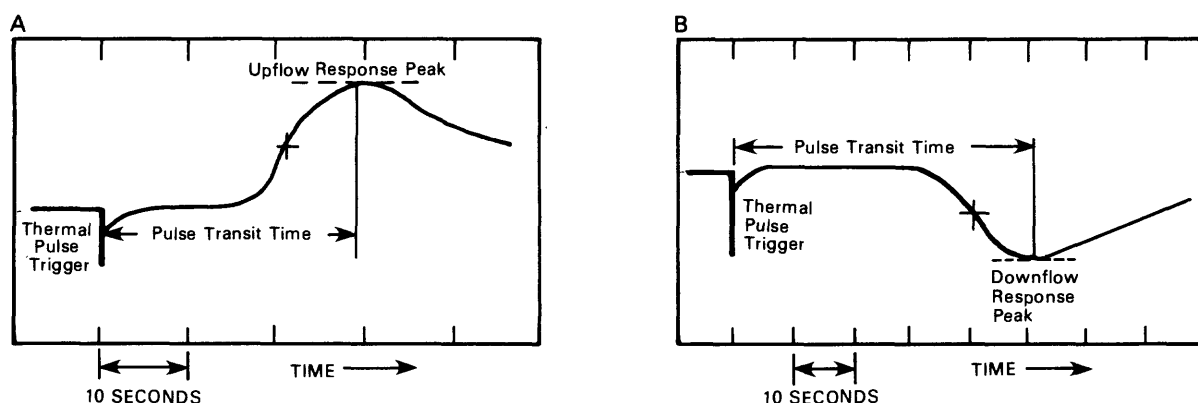 A
Upflow Response Peak
Thermal
Pulse
Trigger
Pulse Transit Time
10 SECONDS
TIME
B
Pulse Transit Time
Thermal
Pulse
Trigger
Downflow
Response
Peak
10 SECONDS
TIME